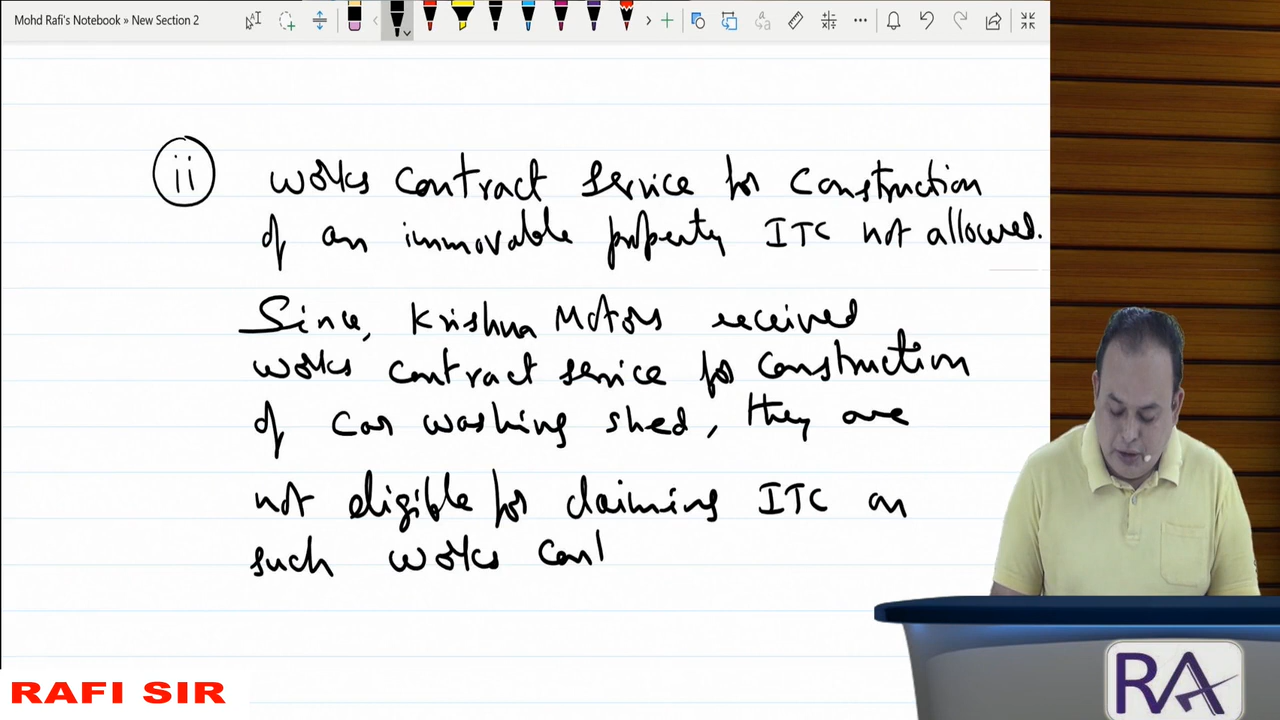 Mohd Rafi's Notebook » New Section 2
ii works contract service for construction
of an immovable property ITC not allowed.
Since, Krishna Motors received
works contract service for construction
of car washing shed, they are
not eligible for claiming ITC on
such works cont
RAFI SIR
RA